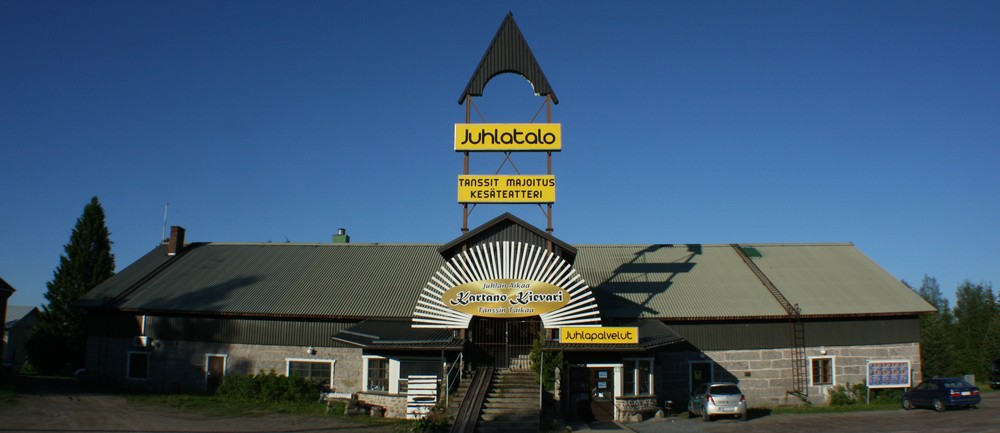 Juhlatalo
TANSSIT MAJOITUS
KESÄTEATTERI
Juhlan Aikaa
Kartano Kievari
Tanssin Taikaa
Juhlapalvelut